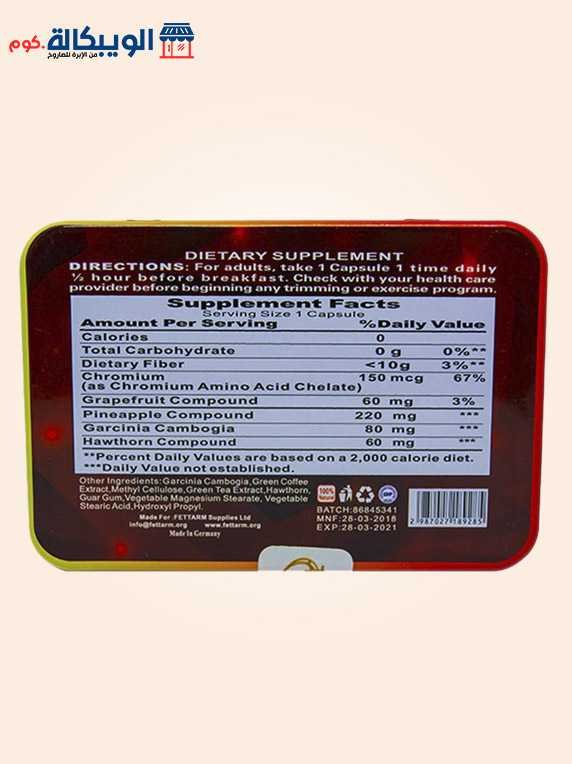 الويبكالة.كوم
من الإبرة للصاروخ
DIETARY SUPPLEMENT
DIRECTIONS: For adults, take 1 Capsule 1 time daily
½ hour before breakfast. Check with your health care
provider before beginning any trimming or exercise program.
Supplement Facts
Serving Size 1 Capsule
Amount Per Serving %Daily Value
Calories 0
Total Carbohydrate 0 g 0%**
Dietary Fiber <10g 3%**
Chromium 150 mcg 67%
(as Chromium Amino Acid Chelate)
Grapefruit Compound 60 mg 3%
Pineapple Compound 220 mg ***
Garcinia Cambogia 80 mg ***
Hawthorn Compound 60 mg ***
**Percent Daily Values are based on a 2,000 calorie diet.
***Daily Value not established.
Other Ingredients:Garcinia Cambogia,Green Coffee
Extract,Methyl Cellulose,Green Tea Extract,Hawthorn,
Guar Gum,Vegetable Magnesium Stearate, Vegetable
Stearic Acid,Hydroxy Propyl.
Made For :FETTARM Supplies Ltd
info@fettarm.org www.fettarm.org
Made in Germany
100%
GMP
BATCH:86845341
MNF:28-03-2018
EXP:28-03-2021
2 987027 189285